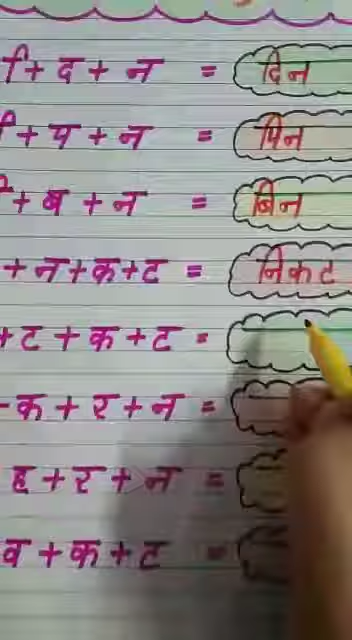 ि + द + न = दिन
ि + प + न = पिन
ि + ब + न = बिन
+ न + क + ट = निकट
+ ट + क + ट =
+ क + र + न =
ह + र + न =
व + क + ट =